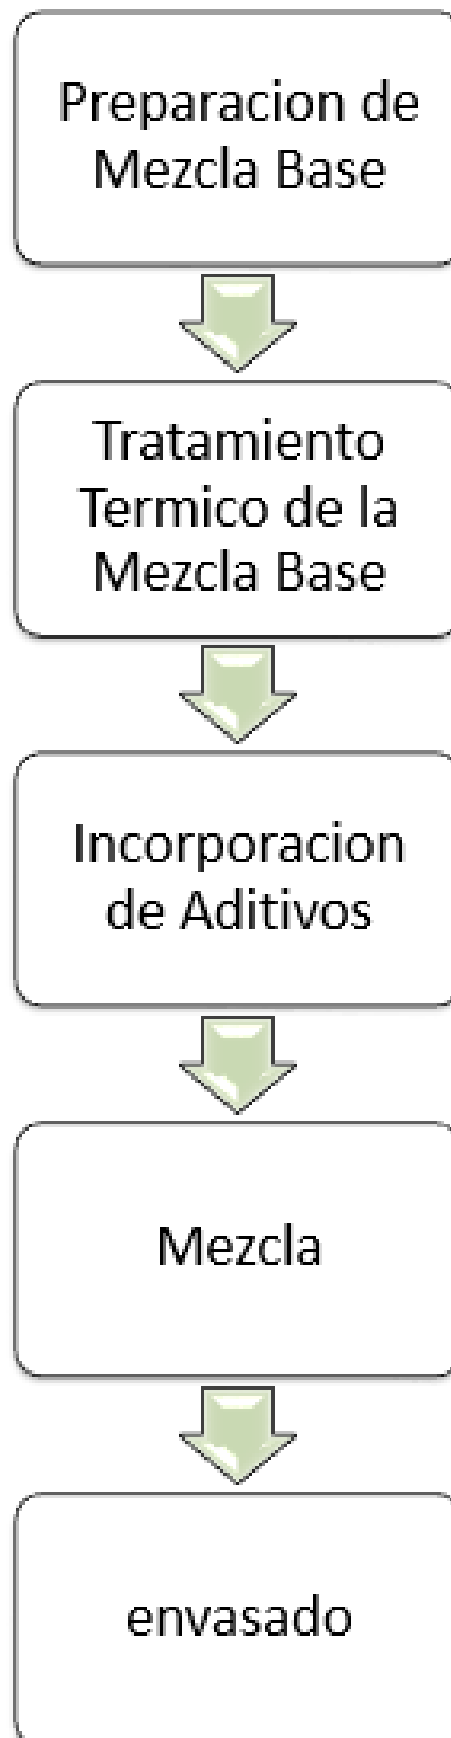 Preparacion de
Mezcla Base
Tratamiento
Termico de la
Mezcla Base
Incorporacion
de Aditivos
Mezcla
envasado